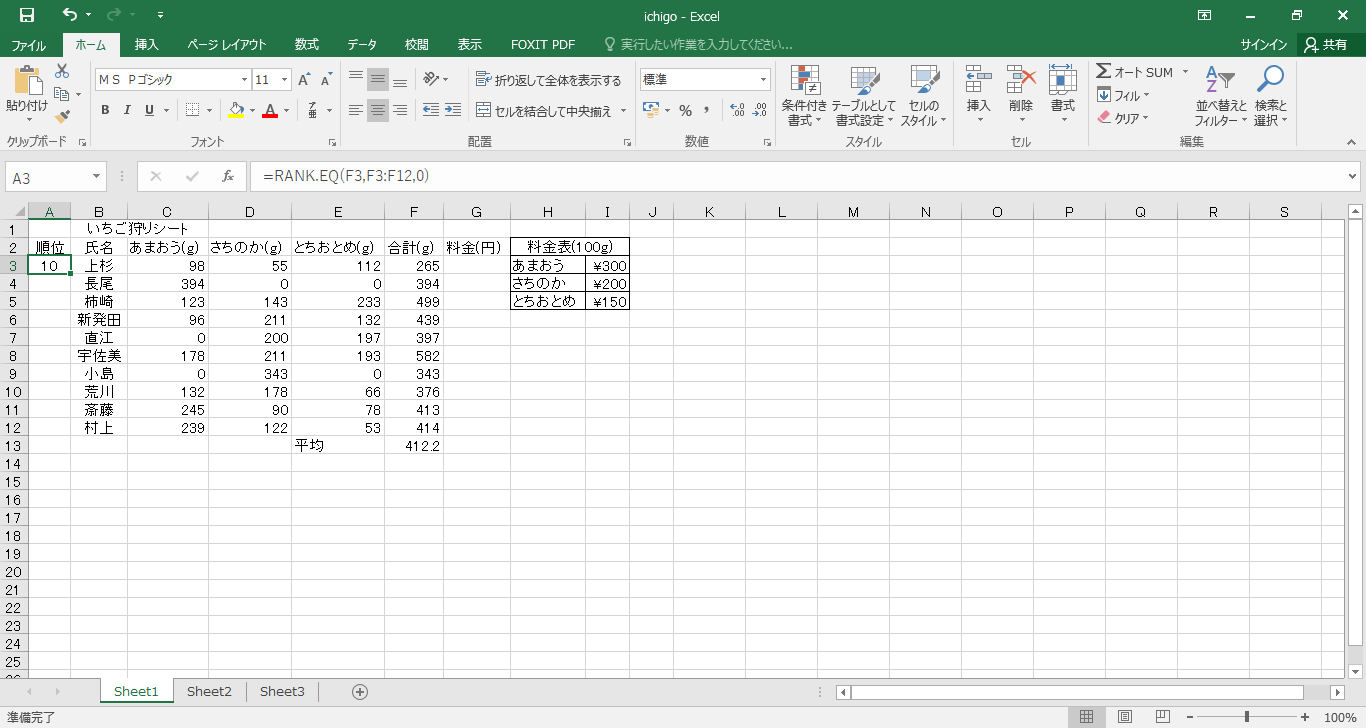 ichigo - Excel
ファイル ホーム 挿入 ページ レイアウト 数式 データ 校閲 表示 FOXIT PDF 実行したい作業を入力してください... サインイン 共有
貼り付け
クリップボード
ＭＳ Ｐゴシック 11
B I U
フォント
折り返して全体を表示する
セルを結合して中央揃え
配置
標準
% ,
数値
条件付き書式 テーブルとして書式設定 セルのスタイル
スタイル
挿入 削除 書式
セル
Σ オート SUM
フィル
クリア
並べ替えとフィルター 検索と選択
編集
A3 fx =RANK.EQ(F3,F3:F12,0)
A B C D E F G H I J K L M N O P Q R S
1 いちご狩りシート
2 順位 氏名 あまおう(g) さちのか(g) とちおとめ(g) 合計(g) 料金(円) 料金表(100g)
3 10 上杉 98 55 112 265 あまおう ¥300
4 長尾 394 0 0 394 さちのか ¥200
5 柿崎 123 143 233 499 とちおとめ ¥150
6 新発田 96 211 132 439
7 直江 0 200 197 397
8 宇佐美 178 211 193 582
9 小島 0 343 0 343
10 荒川 132 178 66 376
11 斎藤 245 90 78 413
12 村上 239 122 53 414
13 平均 412.2
14
15
16
17
18
19
20
21
22
23
24
25
Sheet1 Sheet2 Sheet3
準備完了 100%